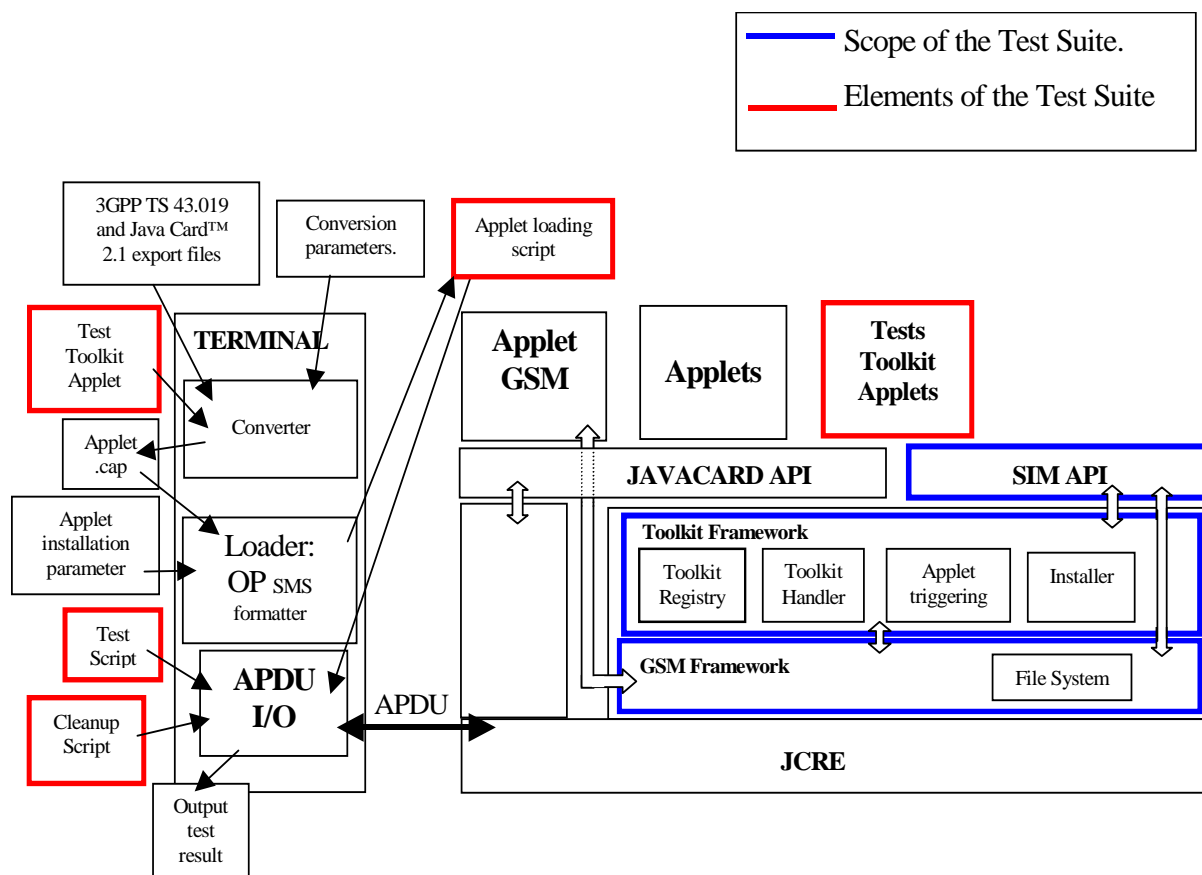 Scope of the Test Suite.
Elements of the Test Suite
3GPP TS 43.019
and Java Card™
2.1 export files
Conversion
parameters.
Applet loading
script
Test
Toolkit
Applet
TERMINAL
Converter
Applet
.cap
Applet
installation
parameter
Loader:
OP SMS
formatter
Test
Script
APDU
I/O
Cleanup
Script
Output
test
result
APDU
Applet
GSM
Applets
Tests
Toolkit
Applets
JAVACARD API
SIM API
Toolkit Framework
Toolkit
Registry
Toolkit
Handler
Applet
triggering
Installer
GSM Framework
File System
JCRE